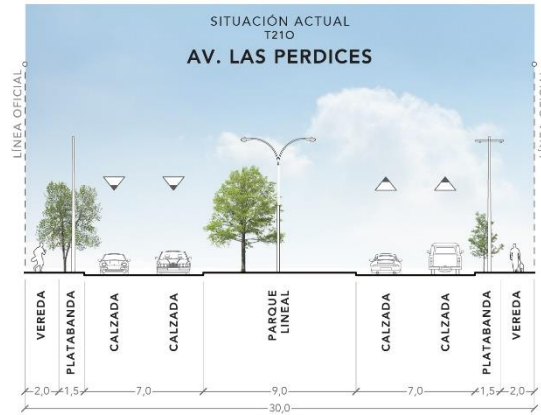 SITUACIÓN ACTUAL
T21O
AV. LAS PERDICES
LÍNEA OFICIAL
VEREDA
PLATABANDA
CALZADA
CALZADA
PARQUE
LINEAL
CALZADA
CALZADA
PLATABANDA
VEREDA
2,0 1,5 7,0 9,0 7,0 1,5 2,0
30,0